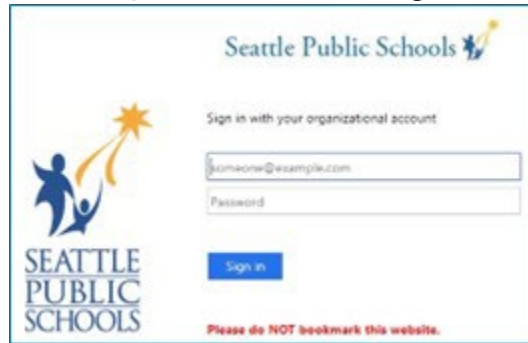 Seattle Public Schools
Sign in with your organizational account
someone@example.com
Password
Sign in
SEATTLE
PUBLIC
SCHOOLS
Please do NOT bookmark this website.